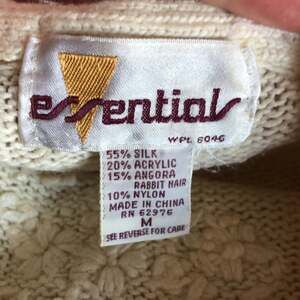 essentials
WPL 6046
55% SILK
20% ACRYLIC
15% ANGORA
RABBIT HAIR
10% NYLON
MADE IN CHINA
RN 62976
M
SEE REVERSE FOR CARE